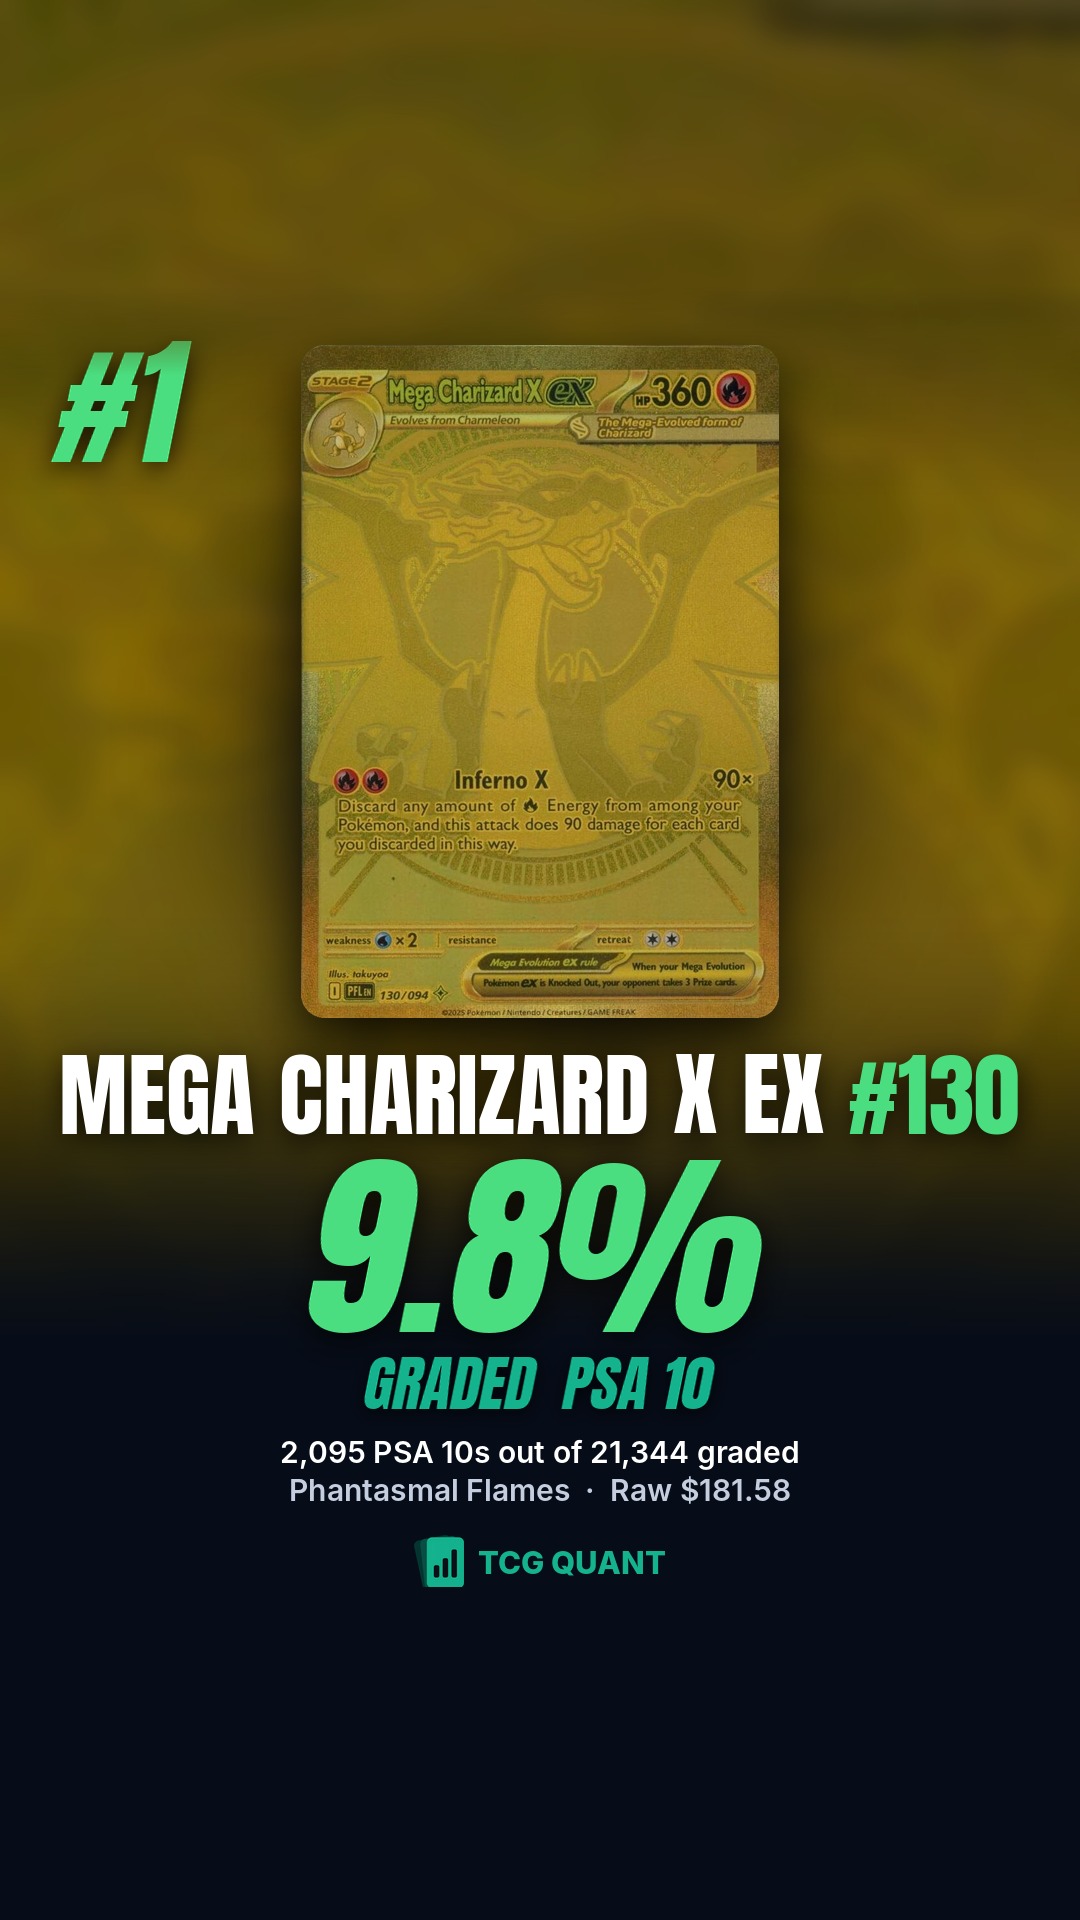 #1
STAGE2 Mega Charizard X ex HP360
Evolves from Charmeleon
The Mega-Evolved form of
Charizard
Inferno X 90×
Discard any amount of Energy from among your
Pokémon, and this attack does 90 damage for each card
you discarded in this way.
weakness ×2 resistance retreat
Mega Evolution ex rule When your Mega Evolution
Pokémon ex is Knocked Out, your opponent takes 3 Prize cards.
Illus. takuyoa
I PFL EN 130/094
©2025 Pokémon / Nintendo / Creatures / GAME FREAK
MEGA CHARIZARD X EX #130
9.8%
GRADED PSA 10
2,095 PSA 10s out of 21,344 graded
Phantasmal Flames · Raw $181.58
TCG QUANT